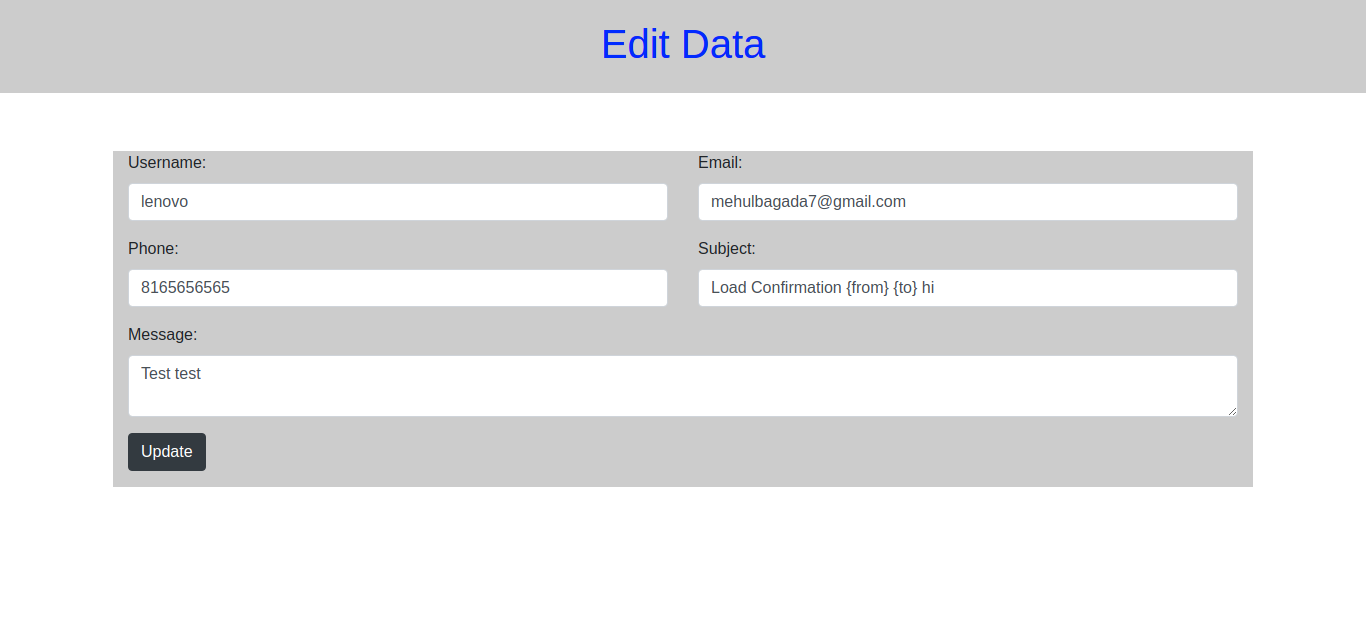 Edit Data
Username:
Email:
lenovo
mehulbagada7@gmail.com
Phone:
Subject:
8165656565
Load Confirmation {from} {to} hi
Message:
Test test
Update